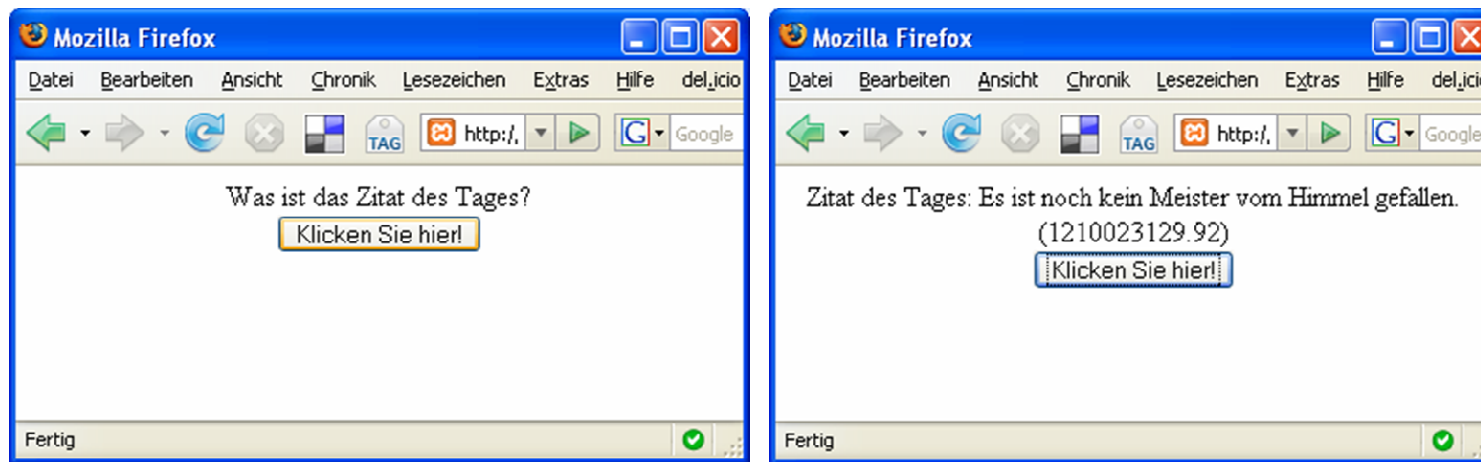 Mozilla Firefox
Datei Bearbeiten Ansicht Chronik Lesezeichen Extras Hilfe del.icio
TAG http:/. G Google
Was ist das Zitat des Tages?
Klicken Sie hier!
Fertig
Mozilla Firefox
Datei Bearbeiten Ansicht Chronik Lesezeichen Extras Hilfe del.ici
TAG http:/. G Google
Zitat des Tages: Es ist noch kein Meister vom Himmel gefallen.
(1210023129.92)
Klicken Sie hier!
Fertig